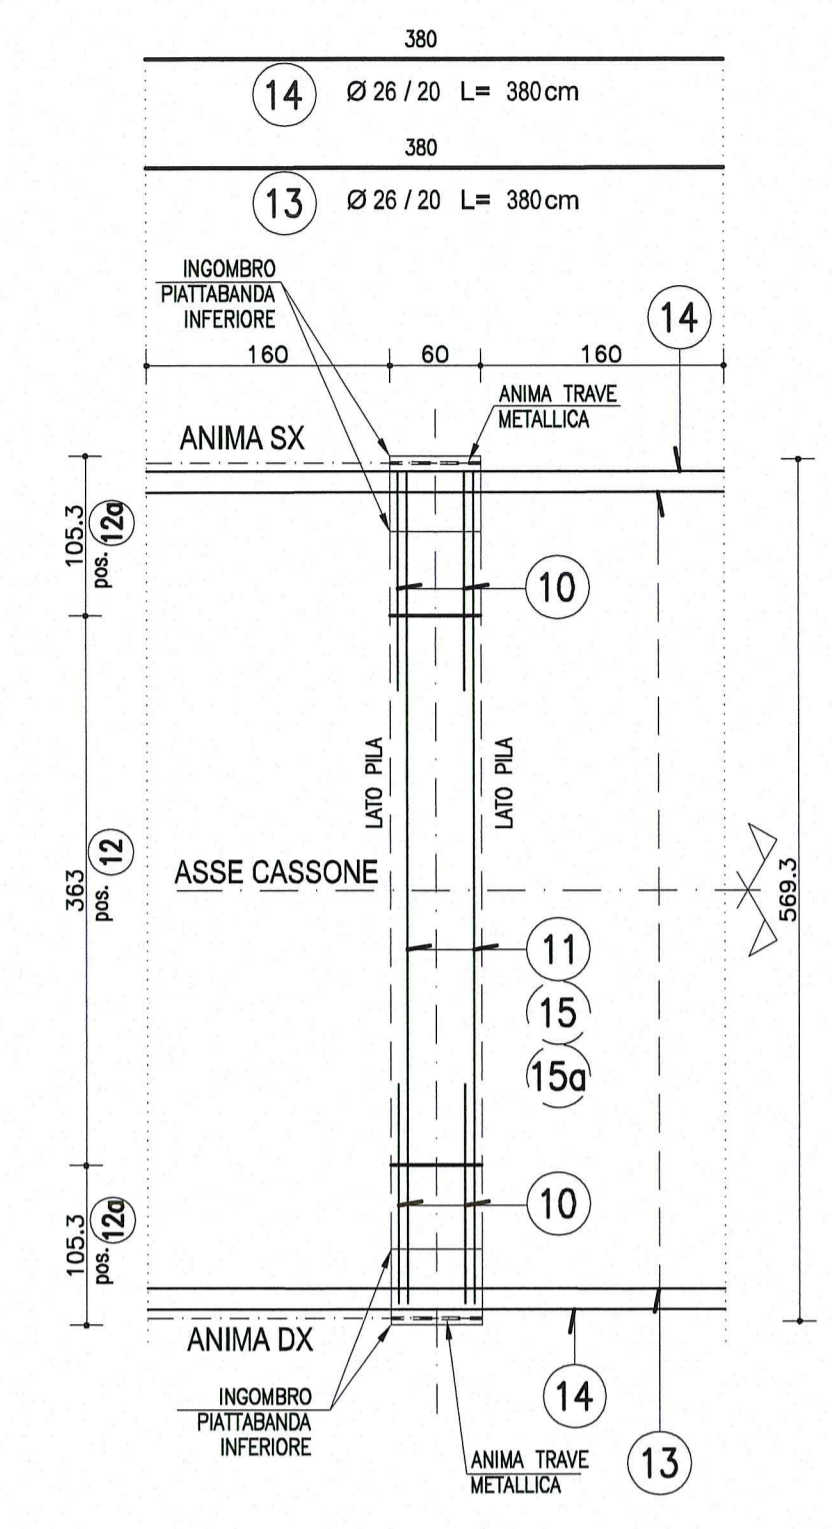 380
14 Ø 26 / 20 L= 380 cm
380
13 Ø 26 / 20 L= 380 cm
INGOMBRO
PIATTABANDA
INFERIORE
14
160
60
160
ANIMA TRAVE
METALLICA
ANIMA SX
105.3
pos. 12a
10
LATO PILA
LATO PILA
363
pos. 12
ASSE CASSONE
569.3
11
15
15a
105.3
pos. 12a
10
ANIMA DX
INGOMBRO
PIATTABANDA
INFERIORE
14
ANIMA TRAVE
METALLICA
13